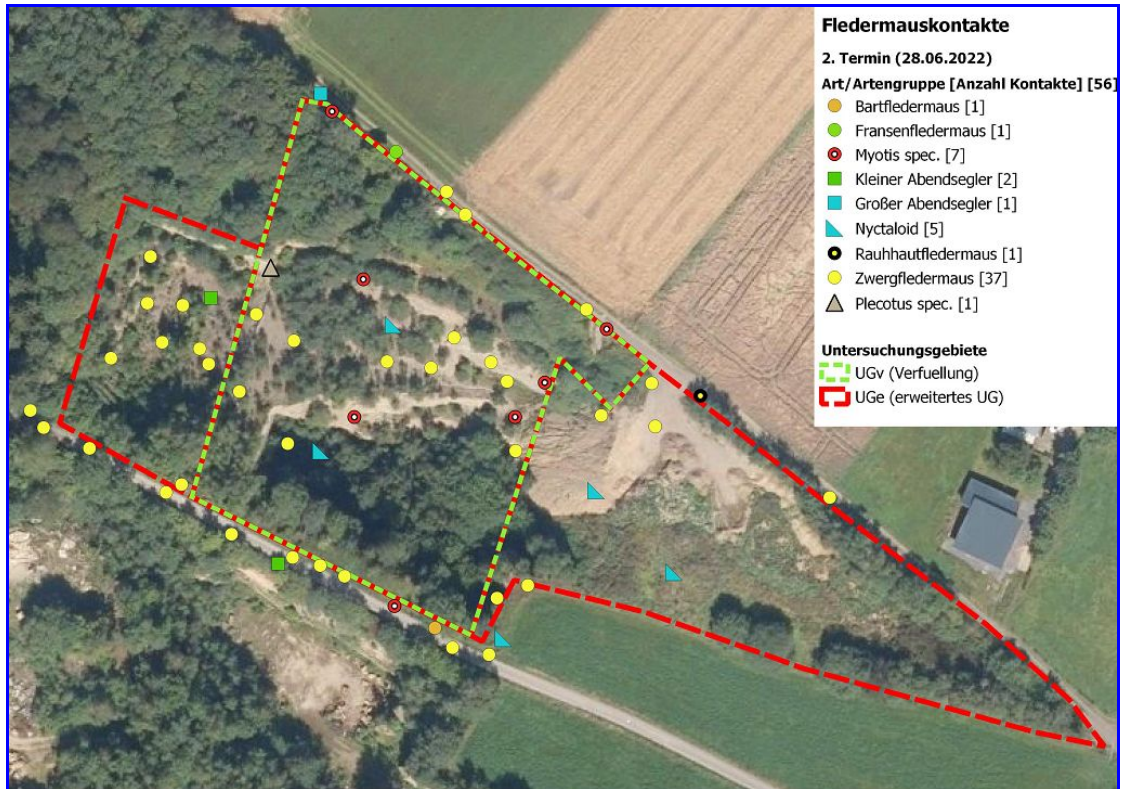 Fledermauskontakte
2. Termin (28.06.2022)
Art/Artengruppe [Anzahl Kontakte] [56]
Bartfledermaus [1]
Fransenfledermaus [1]
Myotis spec. [7]
Kleiner Abendsegler [2]
Großer Abendsegler [1]
Nyctaloid [5]
Rauhhautfledermaus [1]
Zwergfledermaus [37]
Plecotus spec. [1]
Untersuchungsgebiete
UGv (Verfuellung)
UGe (erweitertes UG)